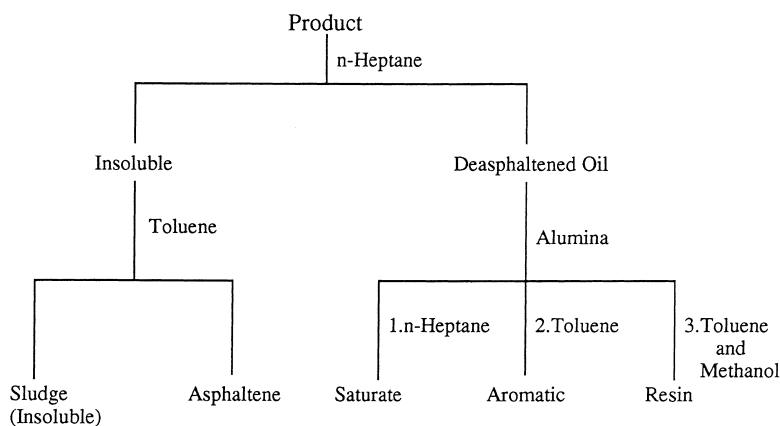 Product
n-Heptane
Insoluble
Deasphaltened Oil
Toluene
Alumina
1.n-Heptane
2.Toluene
3.Toluene
and
Methanol
Sludge
(Insoluble)
Asphaltene
Saturate
Aromatic
Resin